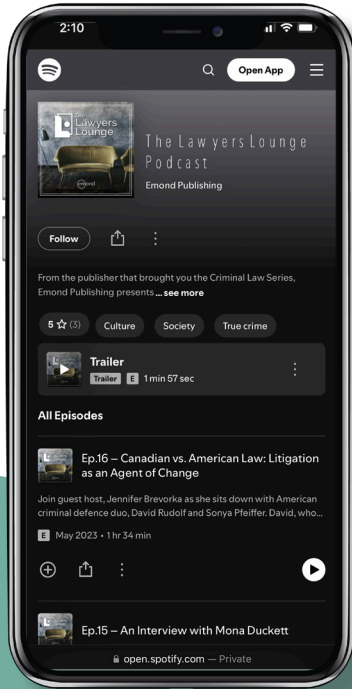 2:10
Open App
The Lawyers Lounge
emond
The Lawyers Lounge
Podcast
Emond Publishing
Follow
From the publisher that brought you the Criminal Law Series,
Emond Publishing presents ... see more
5 ☆ (3) Culture Society True crime
Trailer
Trailer E 1 min 57 sec
All Episodes
Ep.16 – Canadian vs. American Law: Litigation
as an Agent of Change
Join guest host, Jennifer Brevorka as she sits down with American
criminal defence duo, David Rudolf and Sonya Pfeiffer. David, who...
E May 2023 • 1 hr 34 min
Ep.15 – An Interview with Mona Duckett
open.spotify.com — Private